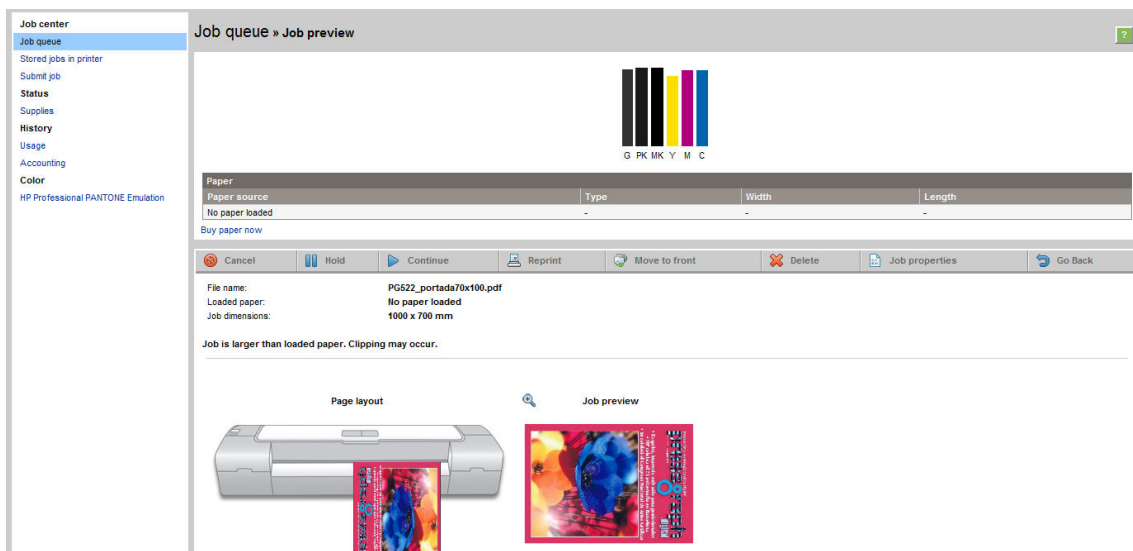 Job center
Job queue
Stored jobs in printer
Submit job
Status
Supplies
History
Usage
Accounting
Color
HP Professional PANTONE Emulation
Job queue » Job preview
?
G PK MK Y M C
Paper
Paper source Type Width Length
No paper loaded - - -
Buy paper now
Cancel Hold Continue Reprint Move to front Delete Job properties Go Back
File name: PG522_portada70x100.pdf
Loaded paper: No paper loaded
Job dimensions: 1000 x 700 mm
Job is larger than loaded paper. Clipping may occur.
Page layout Job preview
digital